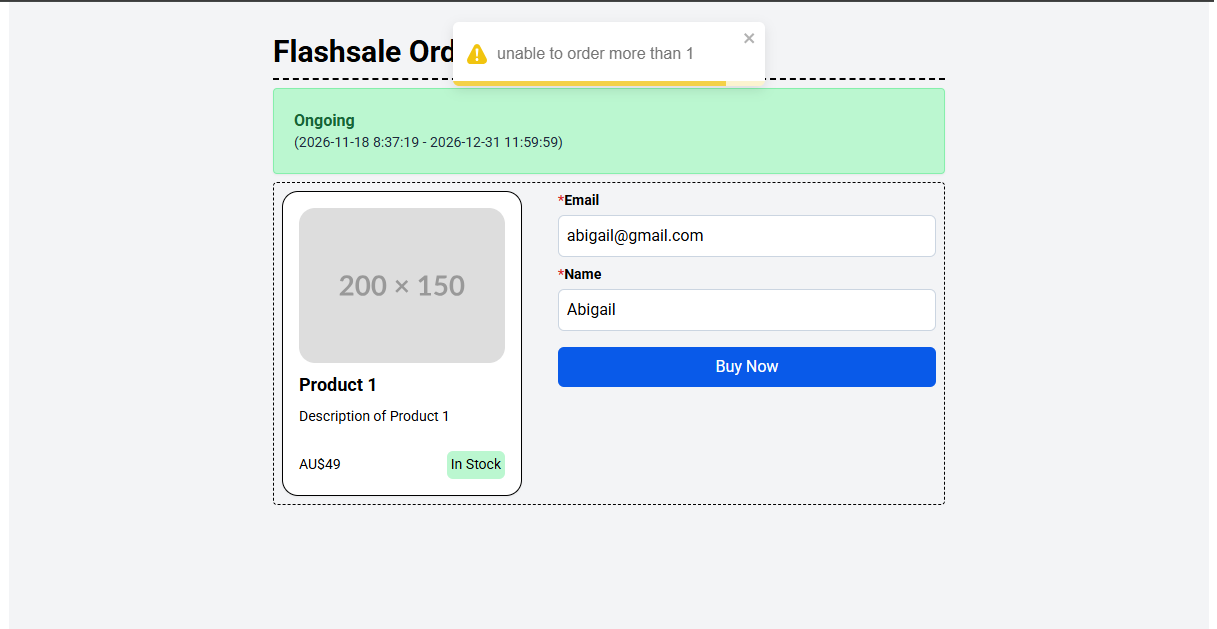 Flashsale Ord
unable to order more than 1
Ongoing
(2026-11-18 8:37:19 - 2026-12-31 11:59:59)
200 × 150
Product 1
Description of Product 1
AU$49
In Stock
*Email
abigail@gmail.com
*Name
Abigail
Buy Now